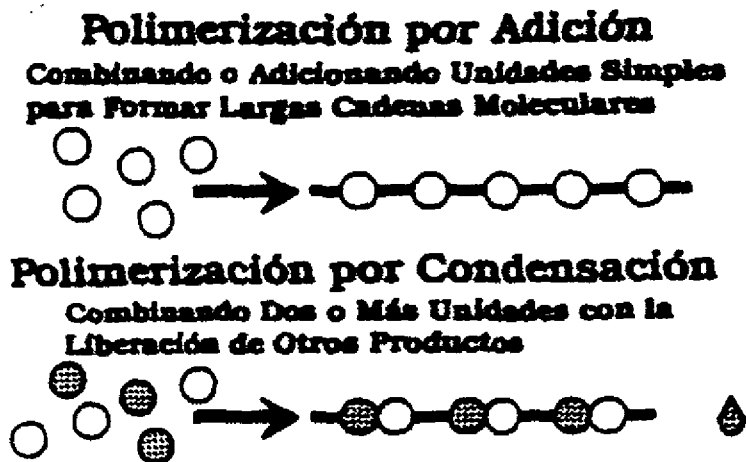 Polimerización por Adición
Combinando o Adicionando Unidades Simples
para Formar Largas Cadenas Moleculares
Polimerización por Condensación
Combinando Dos o Más Unidades con la
Liberación de Otros Productos